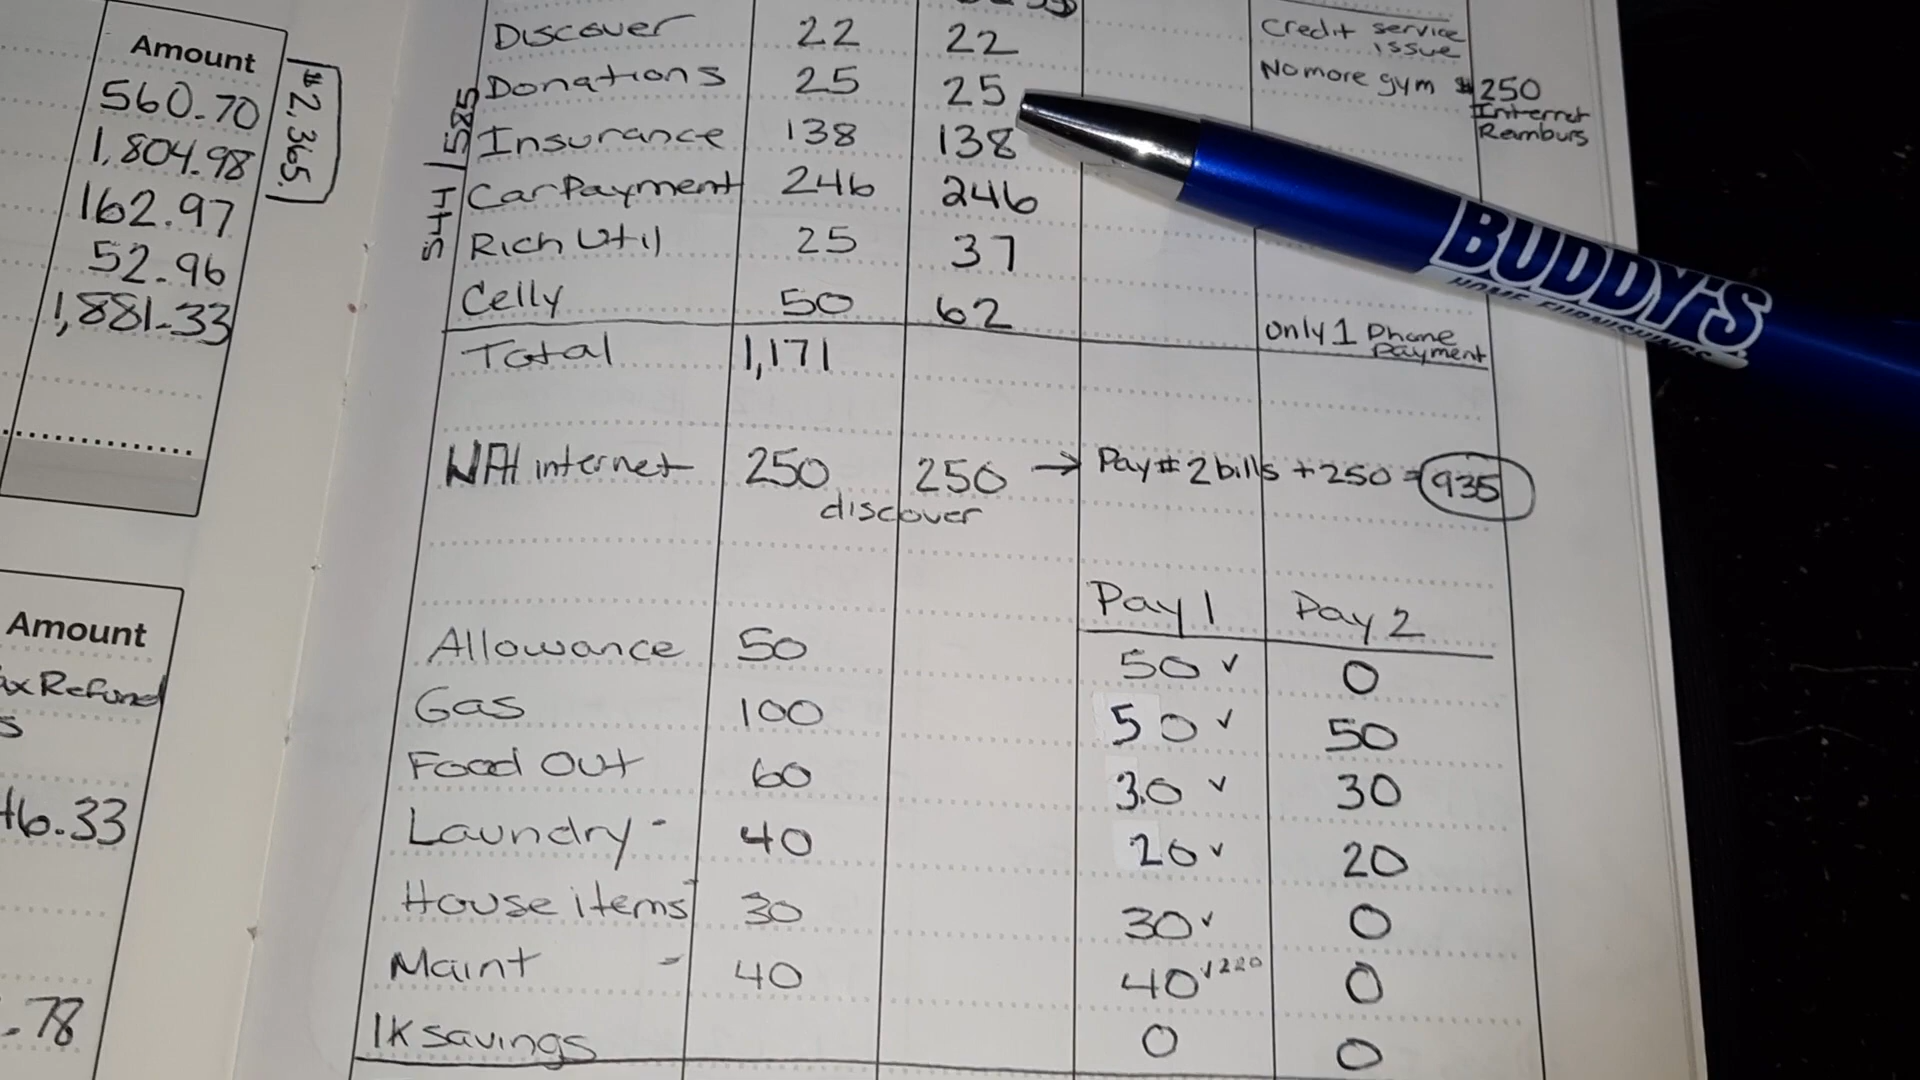 Amount
560.70
1,804.98
162.97
52.96
1,881.33
$2,365.
Amount
ax Refund
s
46.33
.78
544 | 585
Discover 22 22
Donations 25 25
Insurance 138 138
Car Payment 246 246
Rich Util 25 37
Celly 50 62
Total 1,171
Credit service
issue
No more gym
$250
Internet
Remburs
only 1 Phone
Payment
internet 250 250 → Pay # 2 bills + 250 = 935
discover
Pay 1 Pay 2
Allowance 50 50 ✓ 0
Gas 100 50 ✓ 50
Food Out 60 30 ✓ 30
Laundry - 40 20 ✓ 20
House items - 30 30 ✓ 0
Maint - 40 40 ✓220 0
1K savings 0 0
BUDDY'S
HOME FURNISHINGS